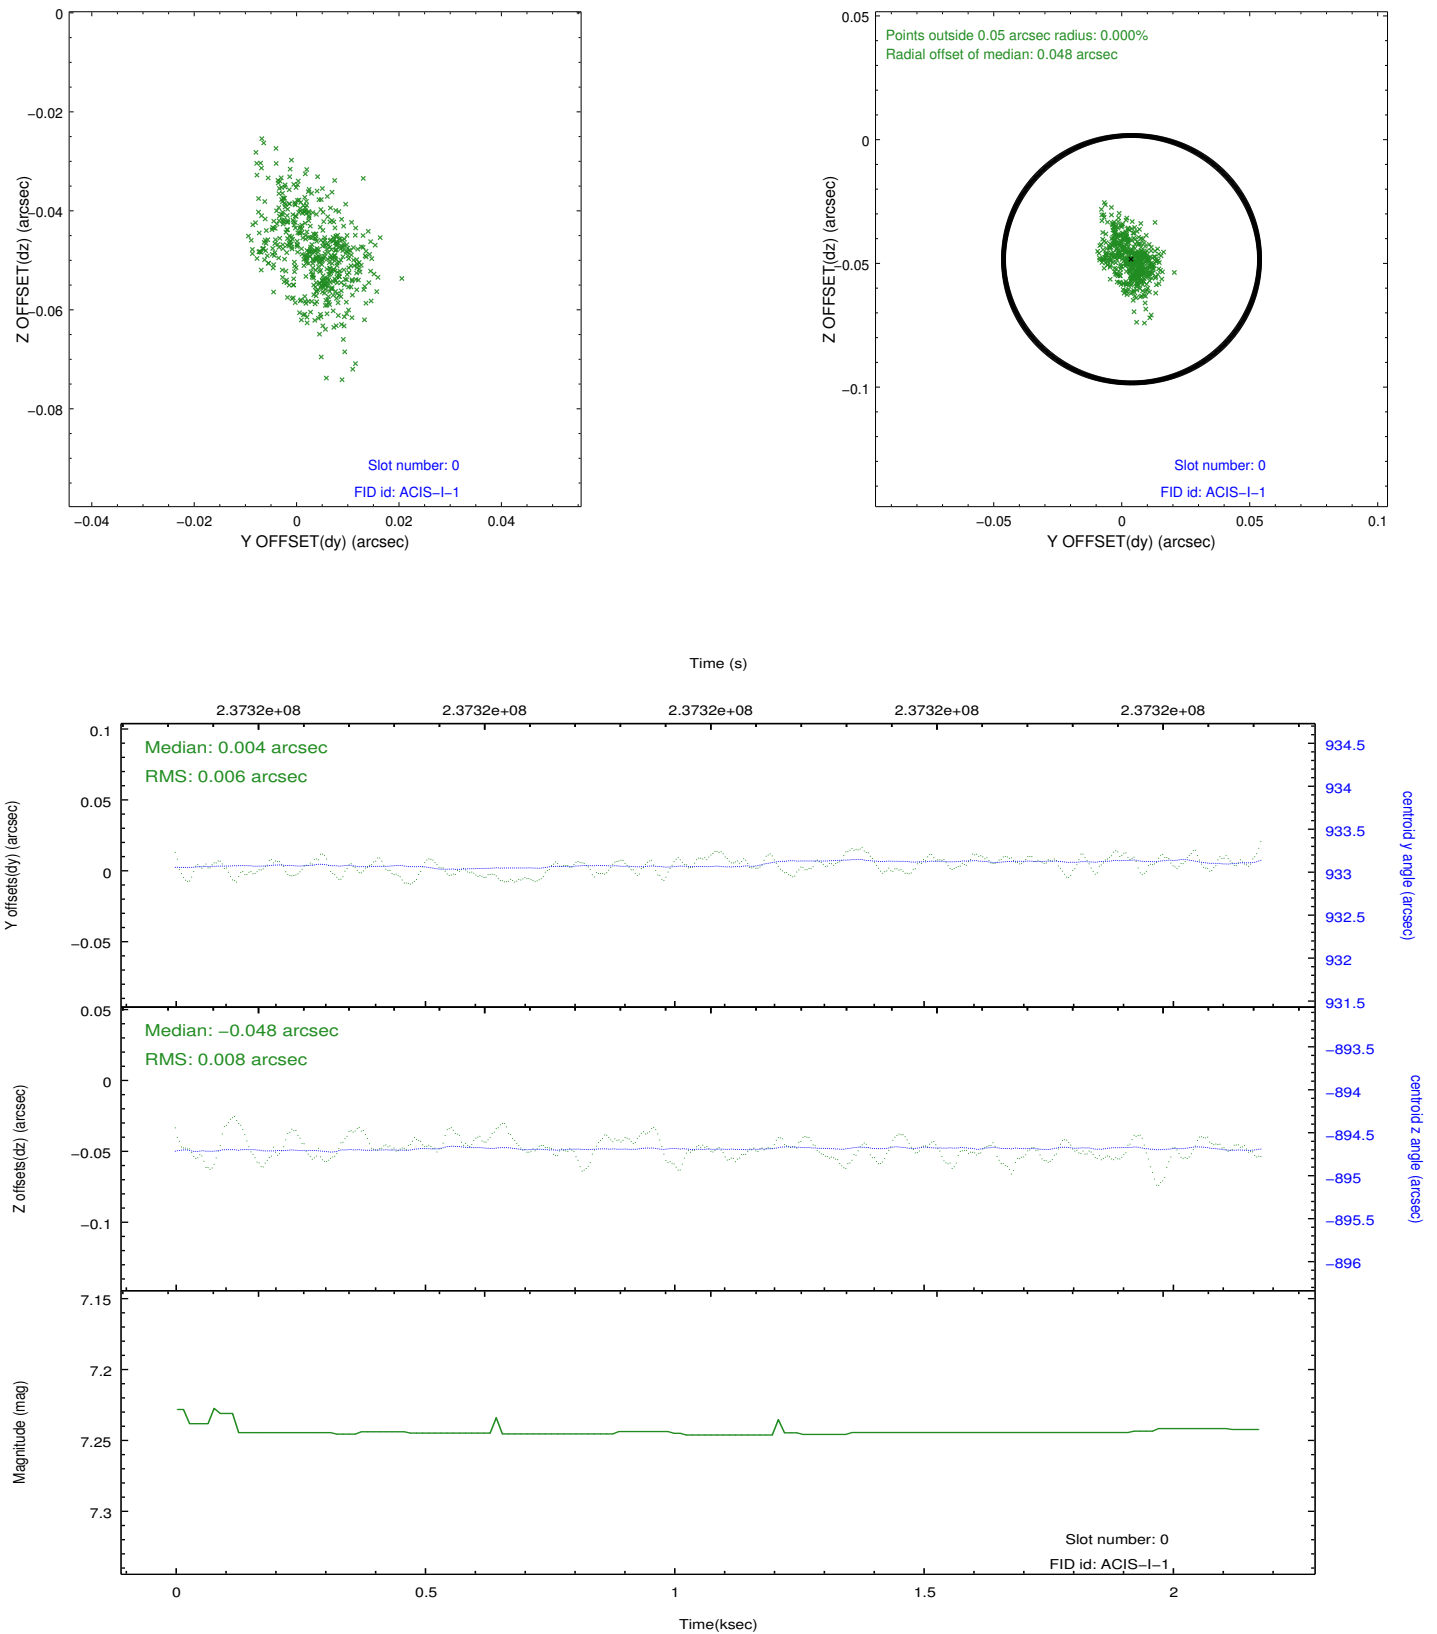 0
−0.02
−0.04
−0.06
−0.08
Z OFFSET(dz) (arcsec)
Slot number: 0
FID id: ACIS−I−1
−0.04
−0.02
0
0.02
0.04
Y OFFSET(dy) (arcsec)
0.05
0
−0.05
−0.1
Z OFFSET(dz) (arcsec)
Points outside 0.05 arcsec radius: 0.000%
Radial offset of median: 0.048 arcsec
Slot number: 0
FID id: ACIS−I−1
−0.05
0
0.05
0.1
Y OFFSET(dy) (arcsec)
Time (s)
2.3732e+08
2.3732e+08
2.3732e+08
2.3732e+08
2.3732e+08
0.1
0.05
0
−0.05
Y offsets(dy) (arcsec)
Median: 0.004 arcsec
RMS: 0.006 arcsec
934.5
934
933.5
933
932.5
932
931.5
centroid y angle (arcsec)
0.05
0
−0.05
−0.1
Z offsets(dz) (arcsec)
Median: −0.048 arcsec
RMS: 0.008 arcsec
−893.5
−894
−894.5
−895
−895.5
−896
centroid z angle (arcsec)
7.15
7.2
7.25
7.3
Magnitude (mag)
Slot number: 0
FID id: ACIS−I−1
0
0.5
1
1.5
2
Time(ksec)